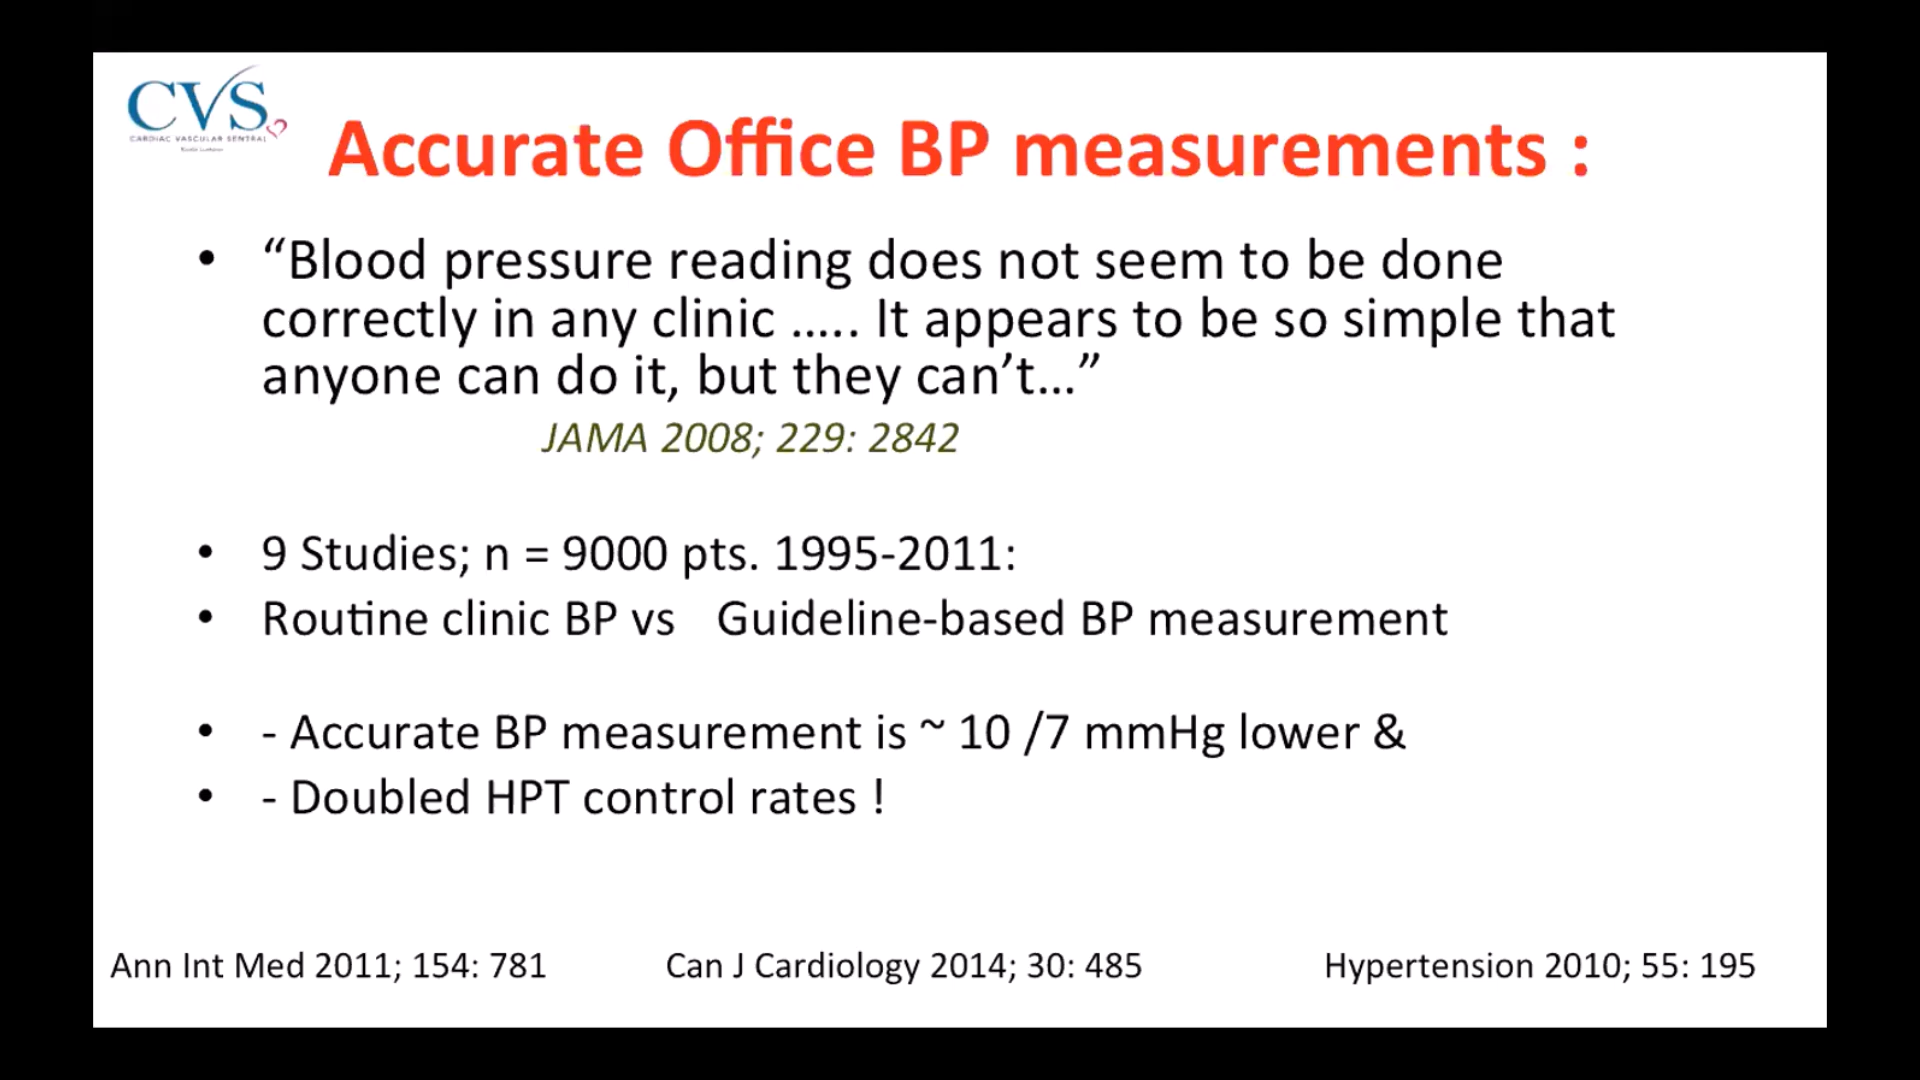 CVS
CARDIAC VASCULAR SENTRAL
Accurate Office BP measurements :
• “Blood pressure reading does not seem to be done
correctly in any clinic ..... It appears to be so simple that
anyone can do it, but they can’t...”
JAMA 2008; 229: 2842
• 9 Studies; n = 9000 pts. 1995-2011:
• Routine clinic BP vs Guideline-based BP measurement
• - Accurate BP measurement is ~ 10 /7 mmHg lower &
• - Doubled HPT control rates !
Ann Int Med 2011; 154: 781
Can J Cardiology 2014; 30: 485
Hypertension 2010; 55: 195